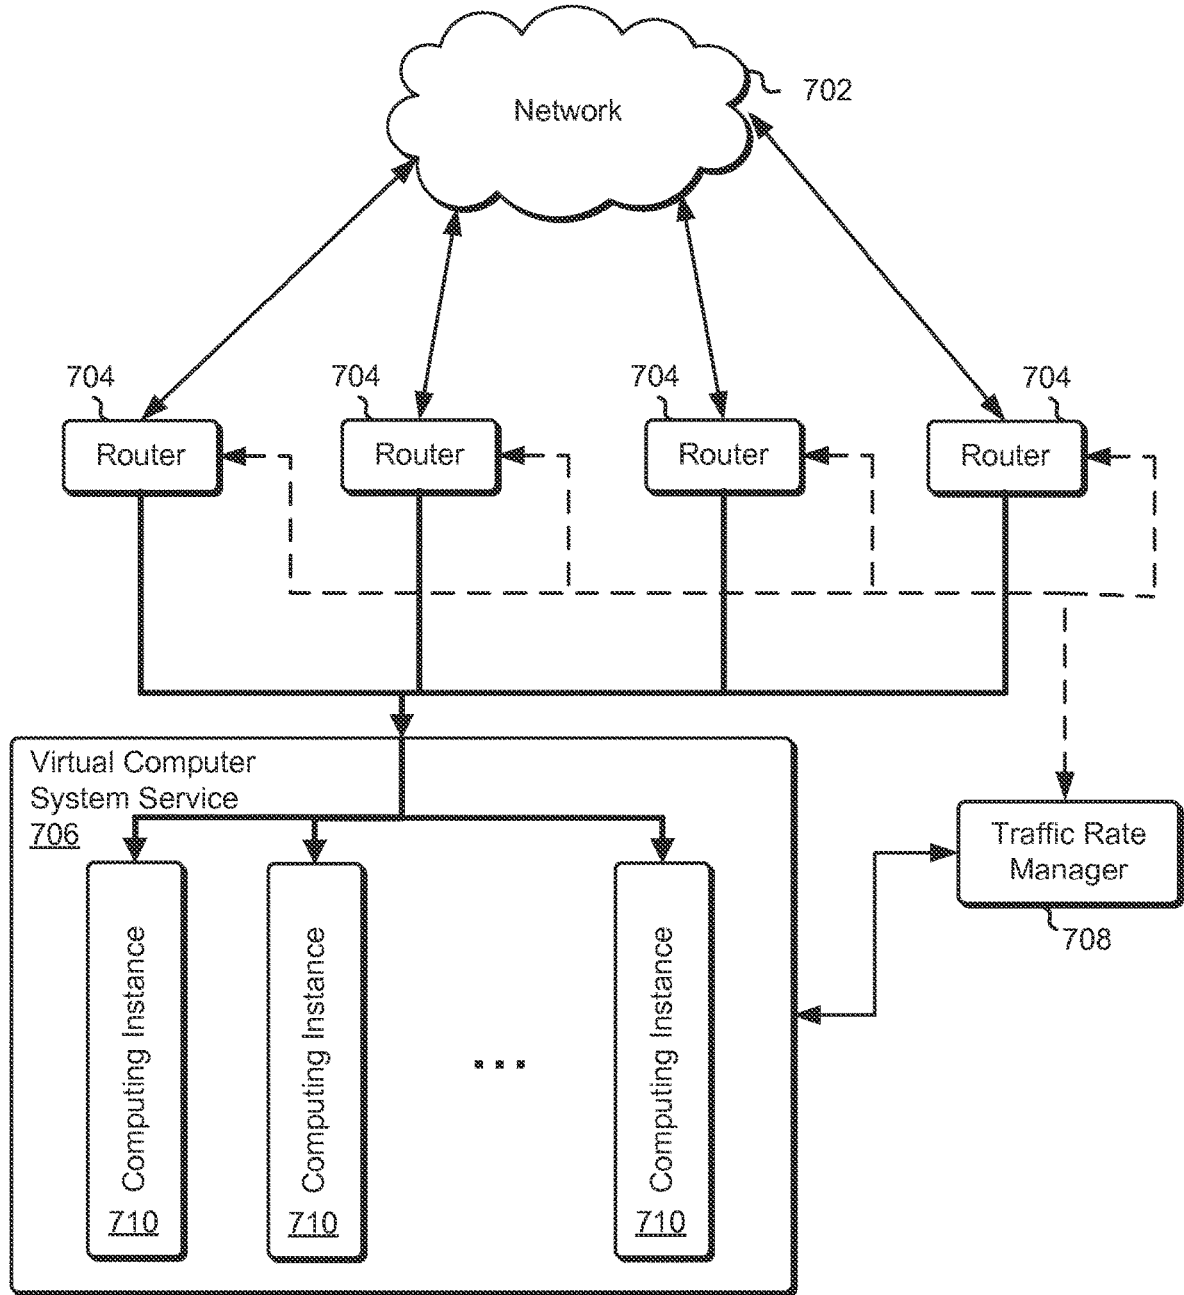 702
Network
704
704
704
704
Router
Router
Router
Router
Virtual Computer
System Service
706
Traffic Rate
Manager
708
Computing Instance
710
Computing Instance
710
...
Computing Instance
710